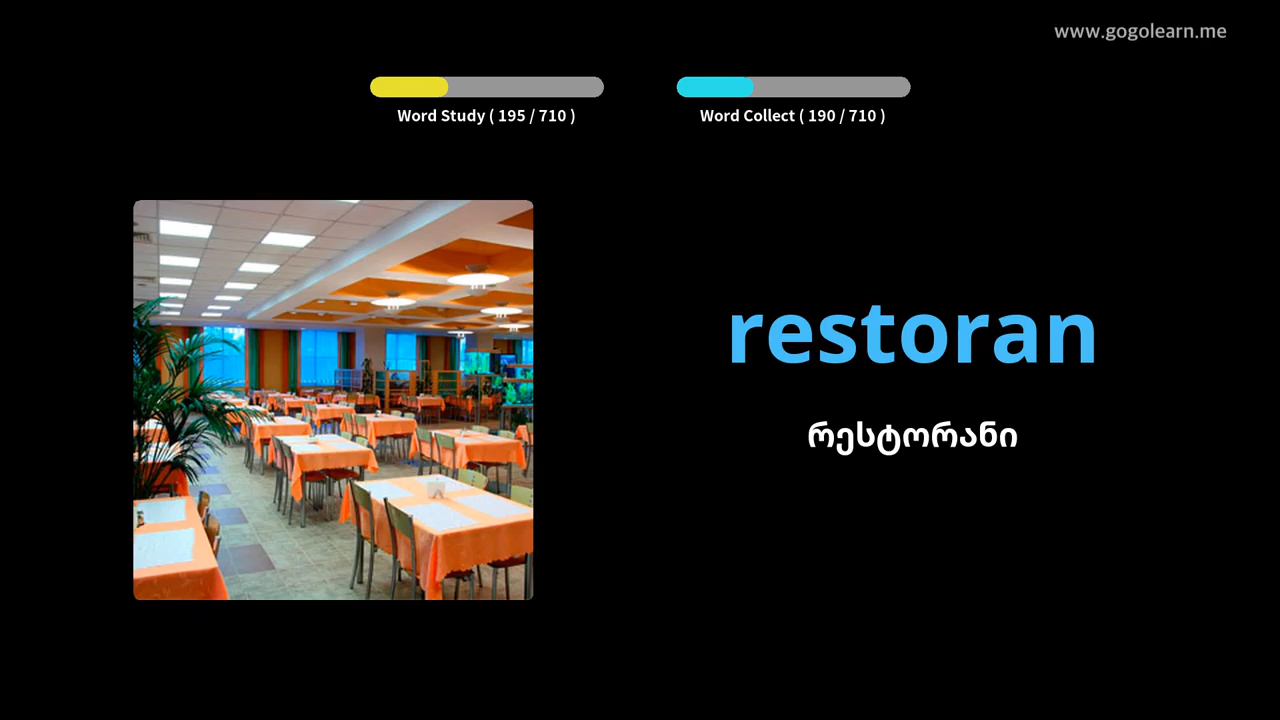 www.gogolearn.me
Word Study ( 195 / 710 )
Word Collect ( 190 / 710 )
restoran
რესტორანი